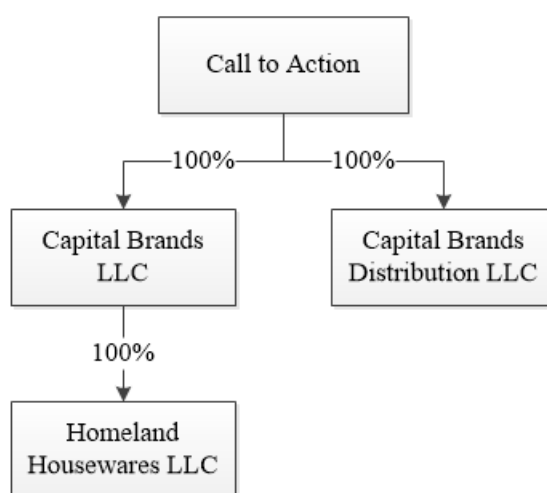 Call to Action
100%
100%
Capital Brands
LLC
Capital Brands
Distribution LLC
100%
Homeland
Housewares LLC